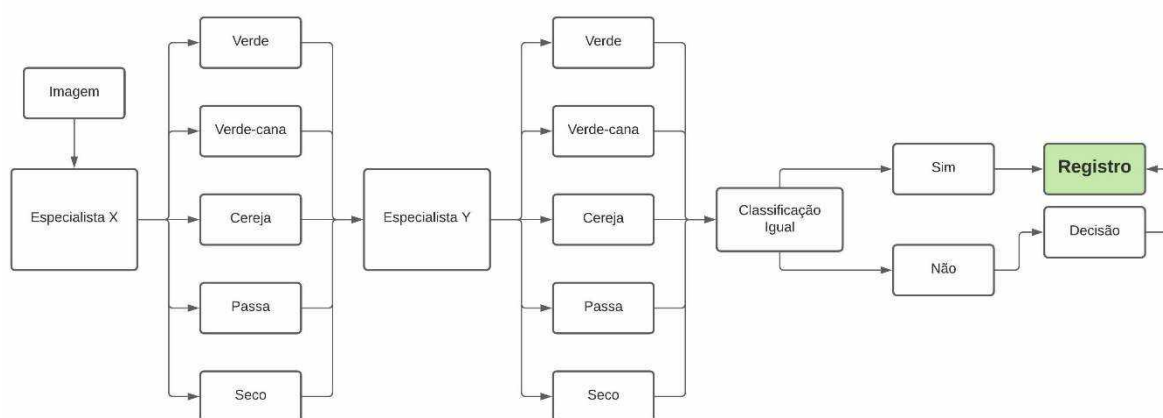 Imagem
Especialista X
Verde
Verde-cana
Cereja
Passa
Seco
Especialista Y
Verde
Verde-cana
Cereja
Passa
Seco
Classificação
Igual
Sim
Não
Registro
Decisão